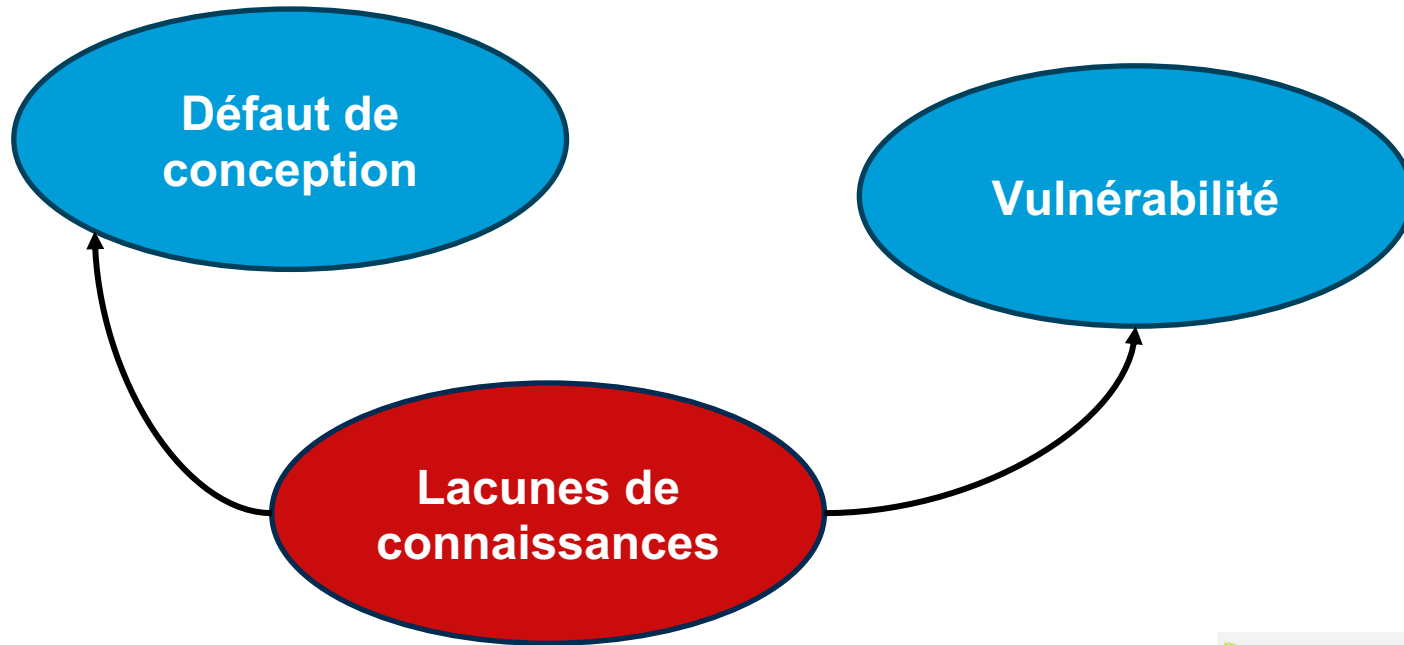 Défaut de
conception
Vulnérabilité
Lacunes de
connaissances